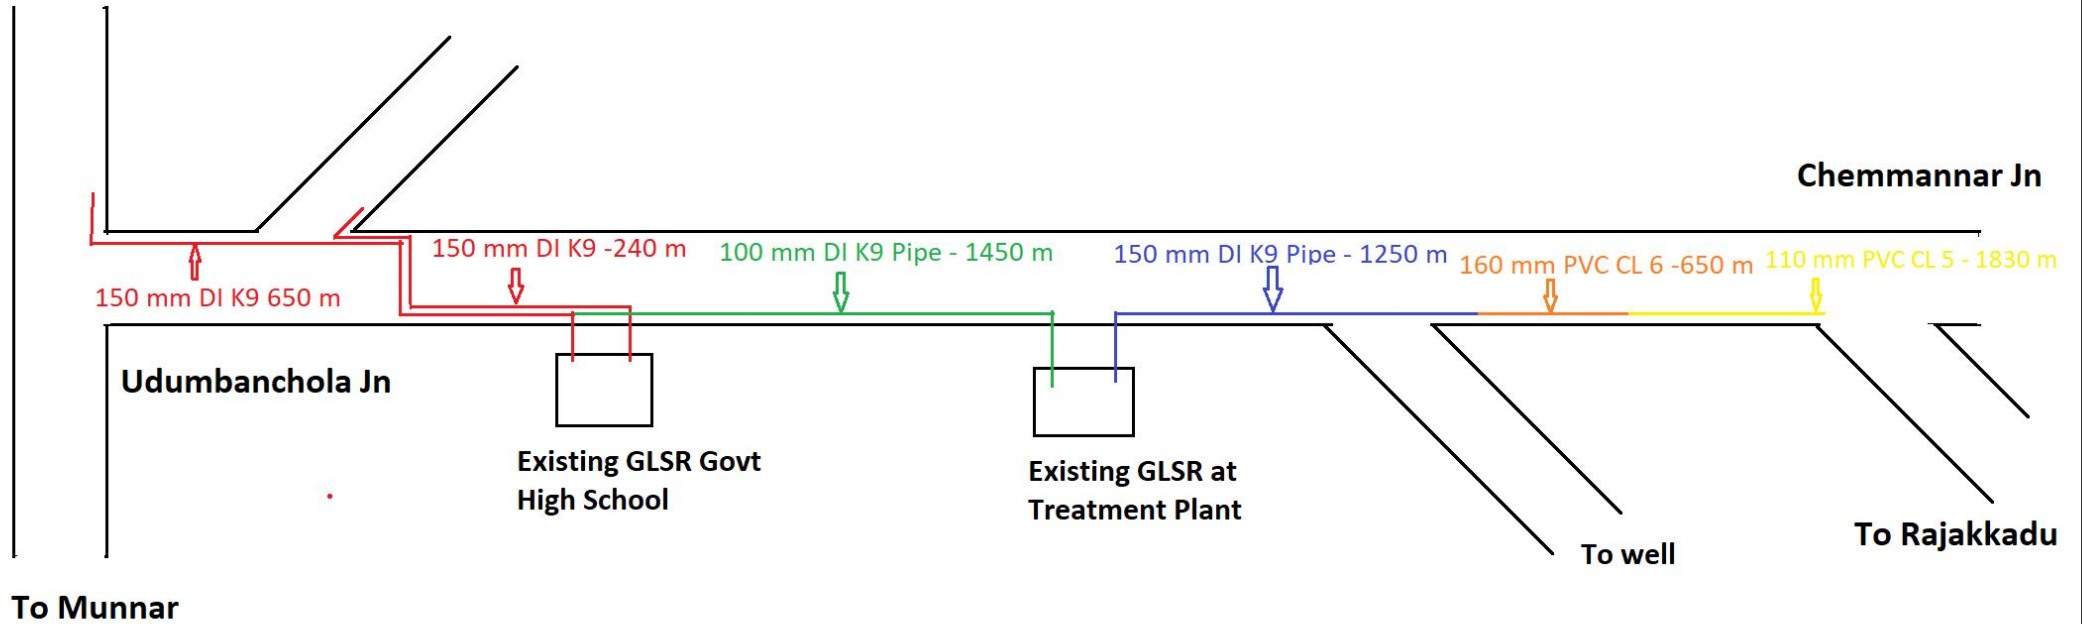 Chemmannar Jn
150 mm DI K9 -240 m
100 mm DI K9 Pipe - 1450 m
150 mm DI K9 Pipe - 1250 m
160 mm PVC CL 6 -650 m
110 mm PVC CL 5 - 1830 m
150 mm DI K9 650 m
Udumbanchola Jn
Existing GLSR Govt
High School
Existing GLSR at
Treatment Plant
To well
To Rajakkadu
To Munnar